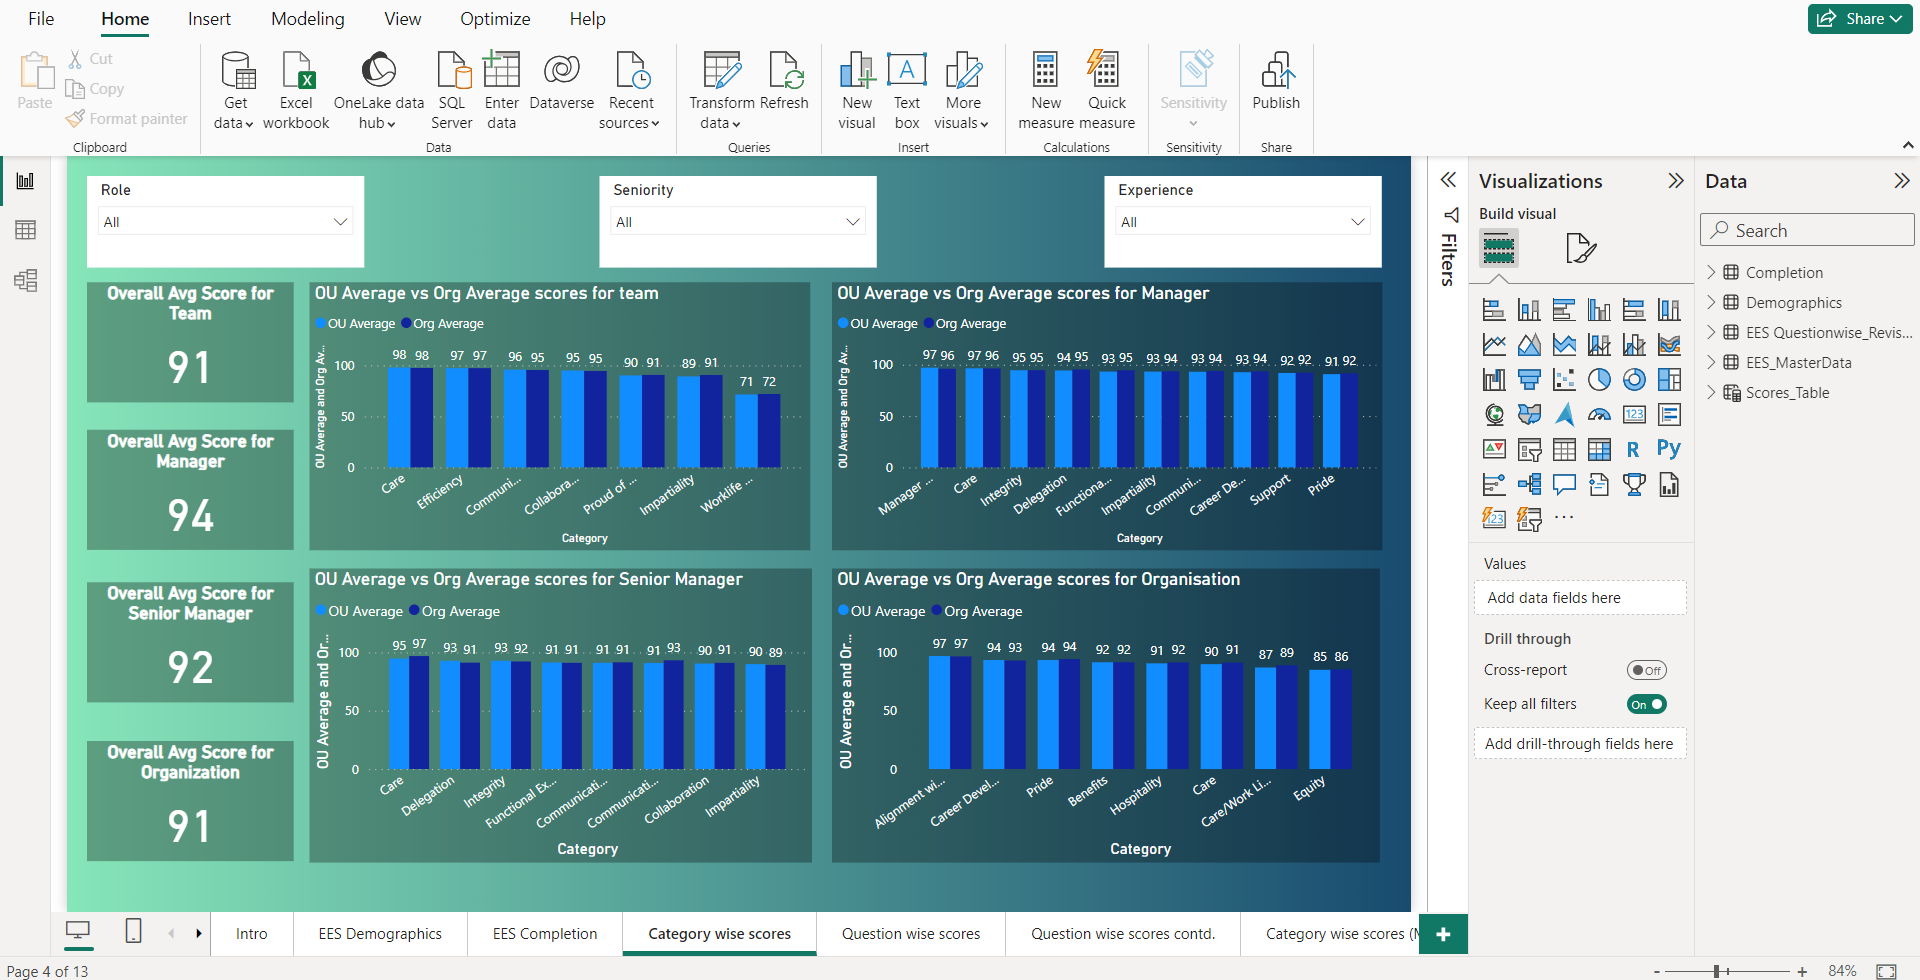 File Home Insert Modeling View Optimize Help
Share
Paste
Cut
Copy
Format painter
Clipboard
Get data
Excel workbook
OneLake data hub
SQL Server
Enter data
Dataverse
Recent sources
Data
Transform data
Refresh
Queries
New visual
Text box
More visuals
Insert
New measure
Quick measure
Calculations
Sensitivity
Sensitivity
Publish
Share
Role
All
Seniority
All
Experience
All
Overall Avg Score for
Team
91
Overall Avg Score for
Manager
94
Overall Avg Score for
Senior Manager
92
Overall Avg Score for
Organization
91
OU Average vs Org Average scores for team
OU Average Org Average
OU Average and Org Av...
98 98 97 97 96 95 95 95 90 91 89 91 71 72
100
50
0
Care Efficiency Communi... Collabora... Proud of ... Impartiality Worklife ...
Category
OU Average vs Org Average scores for Manager
OU Average Org Average
OU Average and Org Av...
97 96 97 96 95 95 94 95 93 95 93 94 93 94 93 94 92 92 91 92
100
50
0
Manager ... Care Integrity Delegation Functiona... Impartiality Communi... Career De... Support Pride
Category
OU Average vs Org Average scores for Senior Manager
OU Average Org Average
OU Average and Or...
95 97 93 91 93 92 91 91 91 91 91 93 90 91 90 89
100
50
0
Care Delegation Integrity Functional Ex... Communicati... Communicati... Collaboration Impartiality
Category
OU Average vs Org Average scores for Organisation
OU Average Org Average
OU Average and Or...
97 97 94 93 94 94 92 92 91 92 90 91 87 89 85 86
100
50
0
Alignment wi... Career Devel... Pride Benefits Hospitality Care Care/Work Li... Equity
Category
Filters
Visualizations
Build visual
123
R
Py
123
...
Values
Add data fields here
Drill through
Cross-report
Off
Keep all filters
On
Add drill-through fields here
Data
Search
Completion
Demographics
EES Questionwise_Revis...
EES_MasterData
Scores_Table
Intro
EES Demographics
EES Completion
Category wise scores
Question wise scores
Question wise scores contd.
Category wise scores (
+
Page 4 of 13
- + 84%